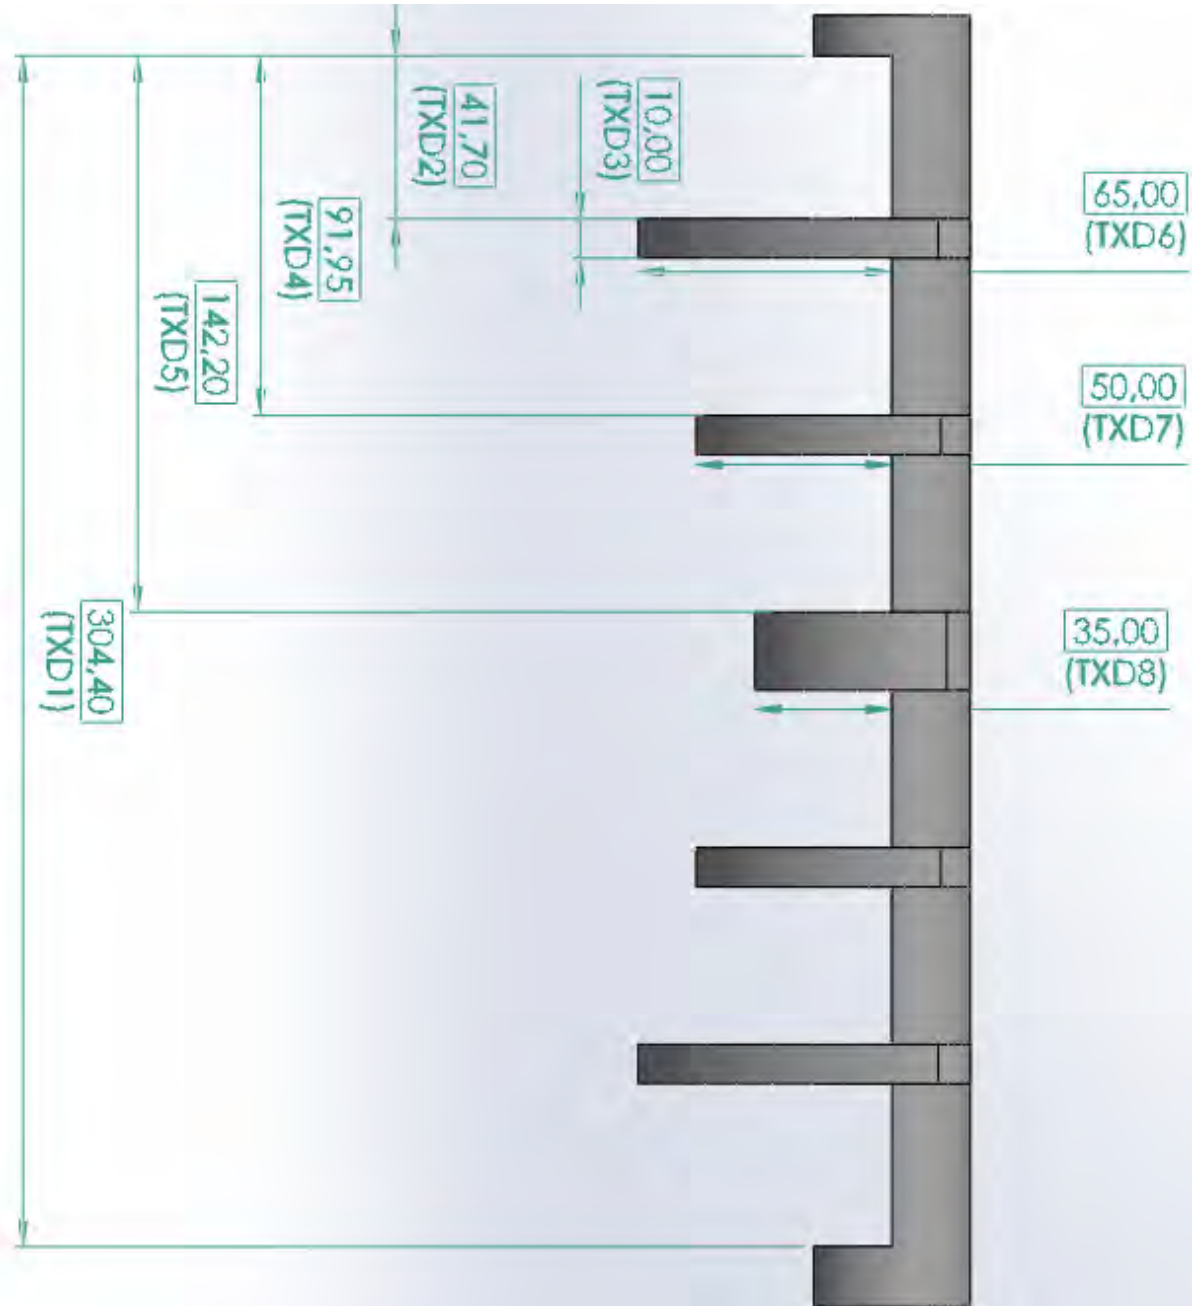 10,00
(TXD3)
41,70
(TXD2)
65,00
(TXD6)
91,95
(TXD4)
142,20
(TXD5)
50,00
(TXD7)
304,40
(TXD1)
35,00
(TXD8)